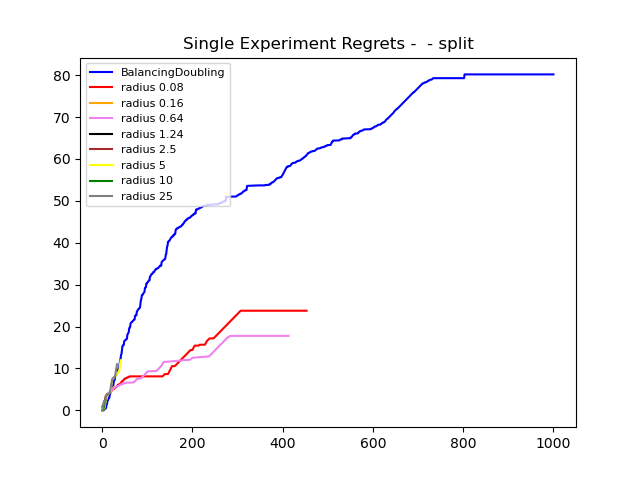 Single Experiment Regrets -  - split
BalancingDoubling
radius 0.08
radius 0.16
radius 0.64
radius 1.24
radius 2.5
radius 5
radius 10
radius 25
80
70
60
50
40
30
20
10
0
0 200 400 600 800 1000